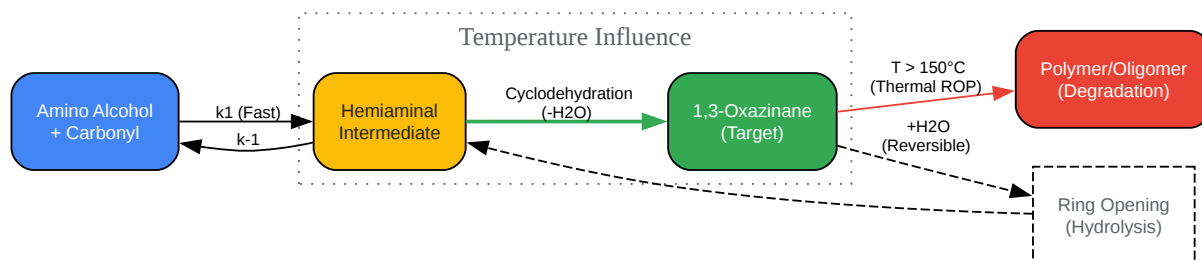 Temperature Influence
Amino Alcohol
+ Carbonyl
k1 (Fast)
k-1
Hemiaminal
Intermediate
Cyclodehydration
(-H2O)
1,3-Oxazinane
(Target)
T > 150°C
(Thermal ROP)
+H2O
(Reversible)
Polymer/Oligomer
(Degradation)
Ring Opening
(Hydrolysis)